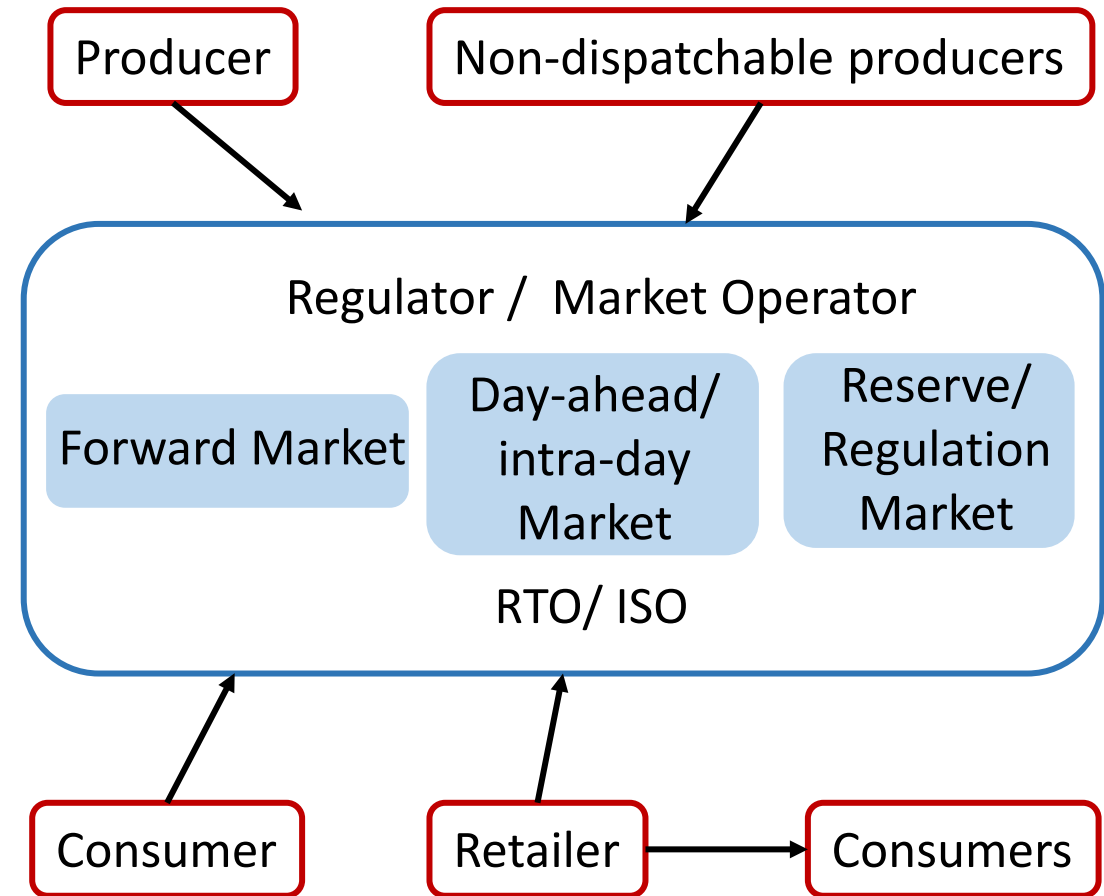 Producer
Non-dispatchable producers
Regulator /  Market Operator
Forward Market
Day-ahead/
intra-day
Market
Reserve/
Regulation
Market
RTO/ ISO
Consumer
Retailer
Consumers